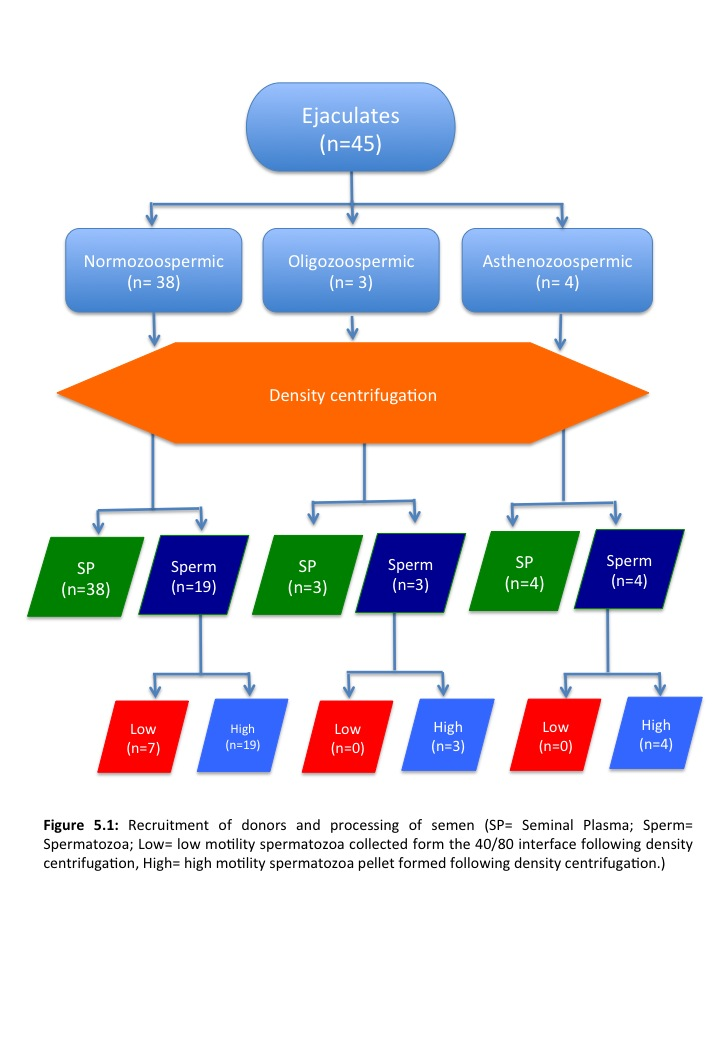 Ejaculates
(n=45)
Normozoospermic
(n= 38)
Oligozoospermic
(n= 3)
Asthenozoospermic
(n= 4)
Density centrifugation
SP
(n=38)
Sperm
(n=19)
SP
(n=3)
Sperm
(n=3)
SP
(n=4)
Sperm
(n=4)
Low
(n=7)
High
(n=19)
Low
(n=0)
High
(n=3)
Low
(n=0)
High
(n=4)
Figure 5.1: Recruitment of donors and processing of semen (SP= Seminal Plasma; Sperm=
Spermatozoa; Low= low motility spermatozoa collected form the 40/80 interface following density
centrifugation, High= high motility spermatozoa pellet formed following density centrifugation.)